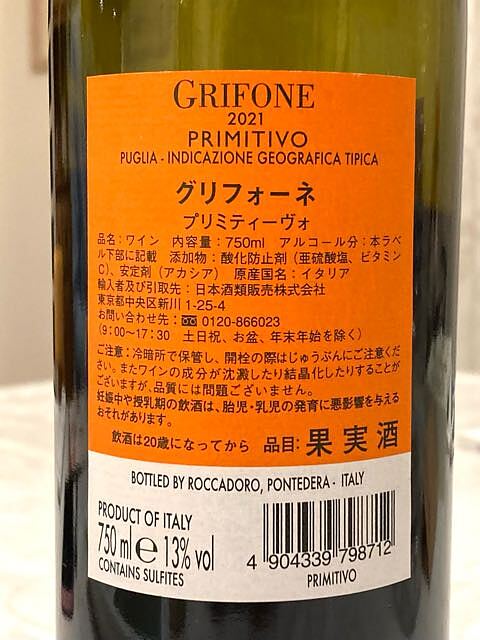 GRIFONE
2021
PRIMITIVO
PUGLIA - INDICAZIONE GEOGRAFICA TIPICA
グリフォーネ
プリミティーヴォ
品名：ワイン 内容量：750ml アルコール分：本ラベ
ル下部に記載 添加物：酸化防止剤（亜硫酸塩、ビタミン
C）、安定剤（アカシア） 原産国名：イタリア
輸入者及び引取先：日本酒類販売株式会社
東京都中央区新川1-25-4
お問い合わせ先： 0120-866023
（9：00～17：30 土日祝、お盆、年末年始を除く）
ご注意：冷暗所で保管し、開栓の際はじゅうぶんにご注意くだ
さい。またワインの成分が沈澱したり結晶化したりすることが
ございますが、品質には問題ございません。
妊娠中や授乳期の飲酒は、胎児・乳児の発育に悪影響を与える
おそれがあります。
飲酒は20歳になってから 品目：果実酒
BOTTLED BY ROCCADORO, PONTEDERA - ITALY
PRODUCT OF ITALY
750 ml e 13% vol
CONTAINS SULFITES
4 904339 798712
PRIMITIVO